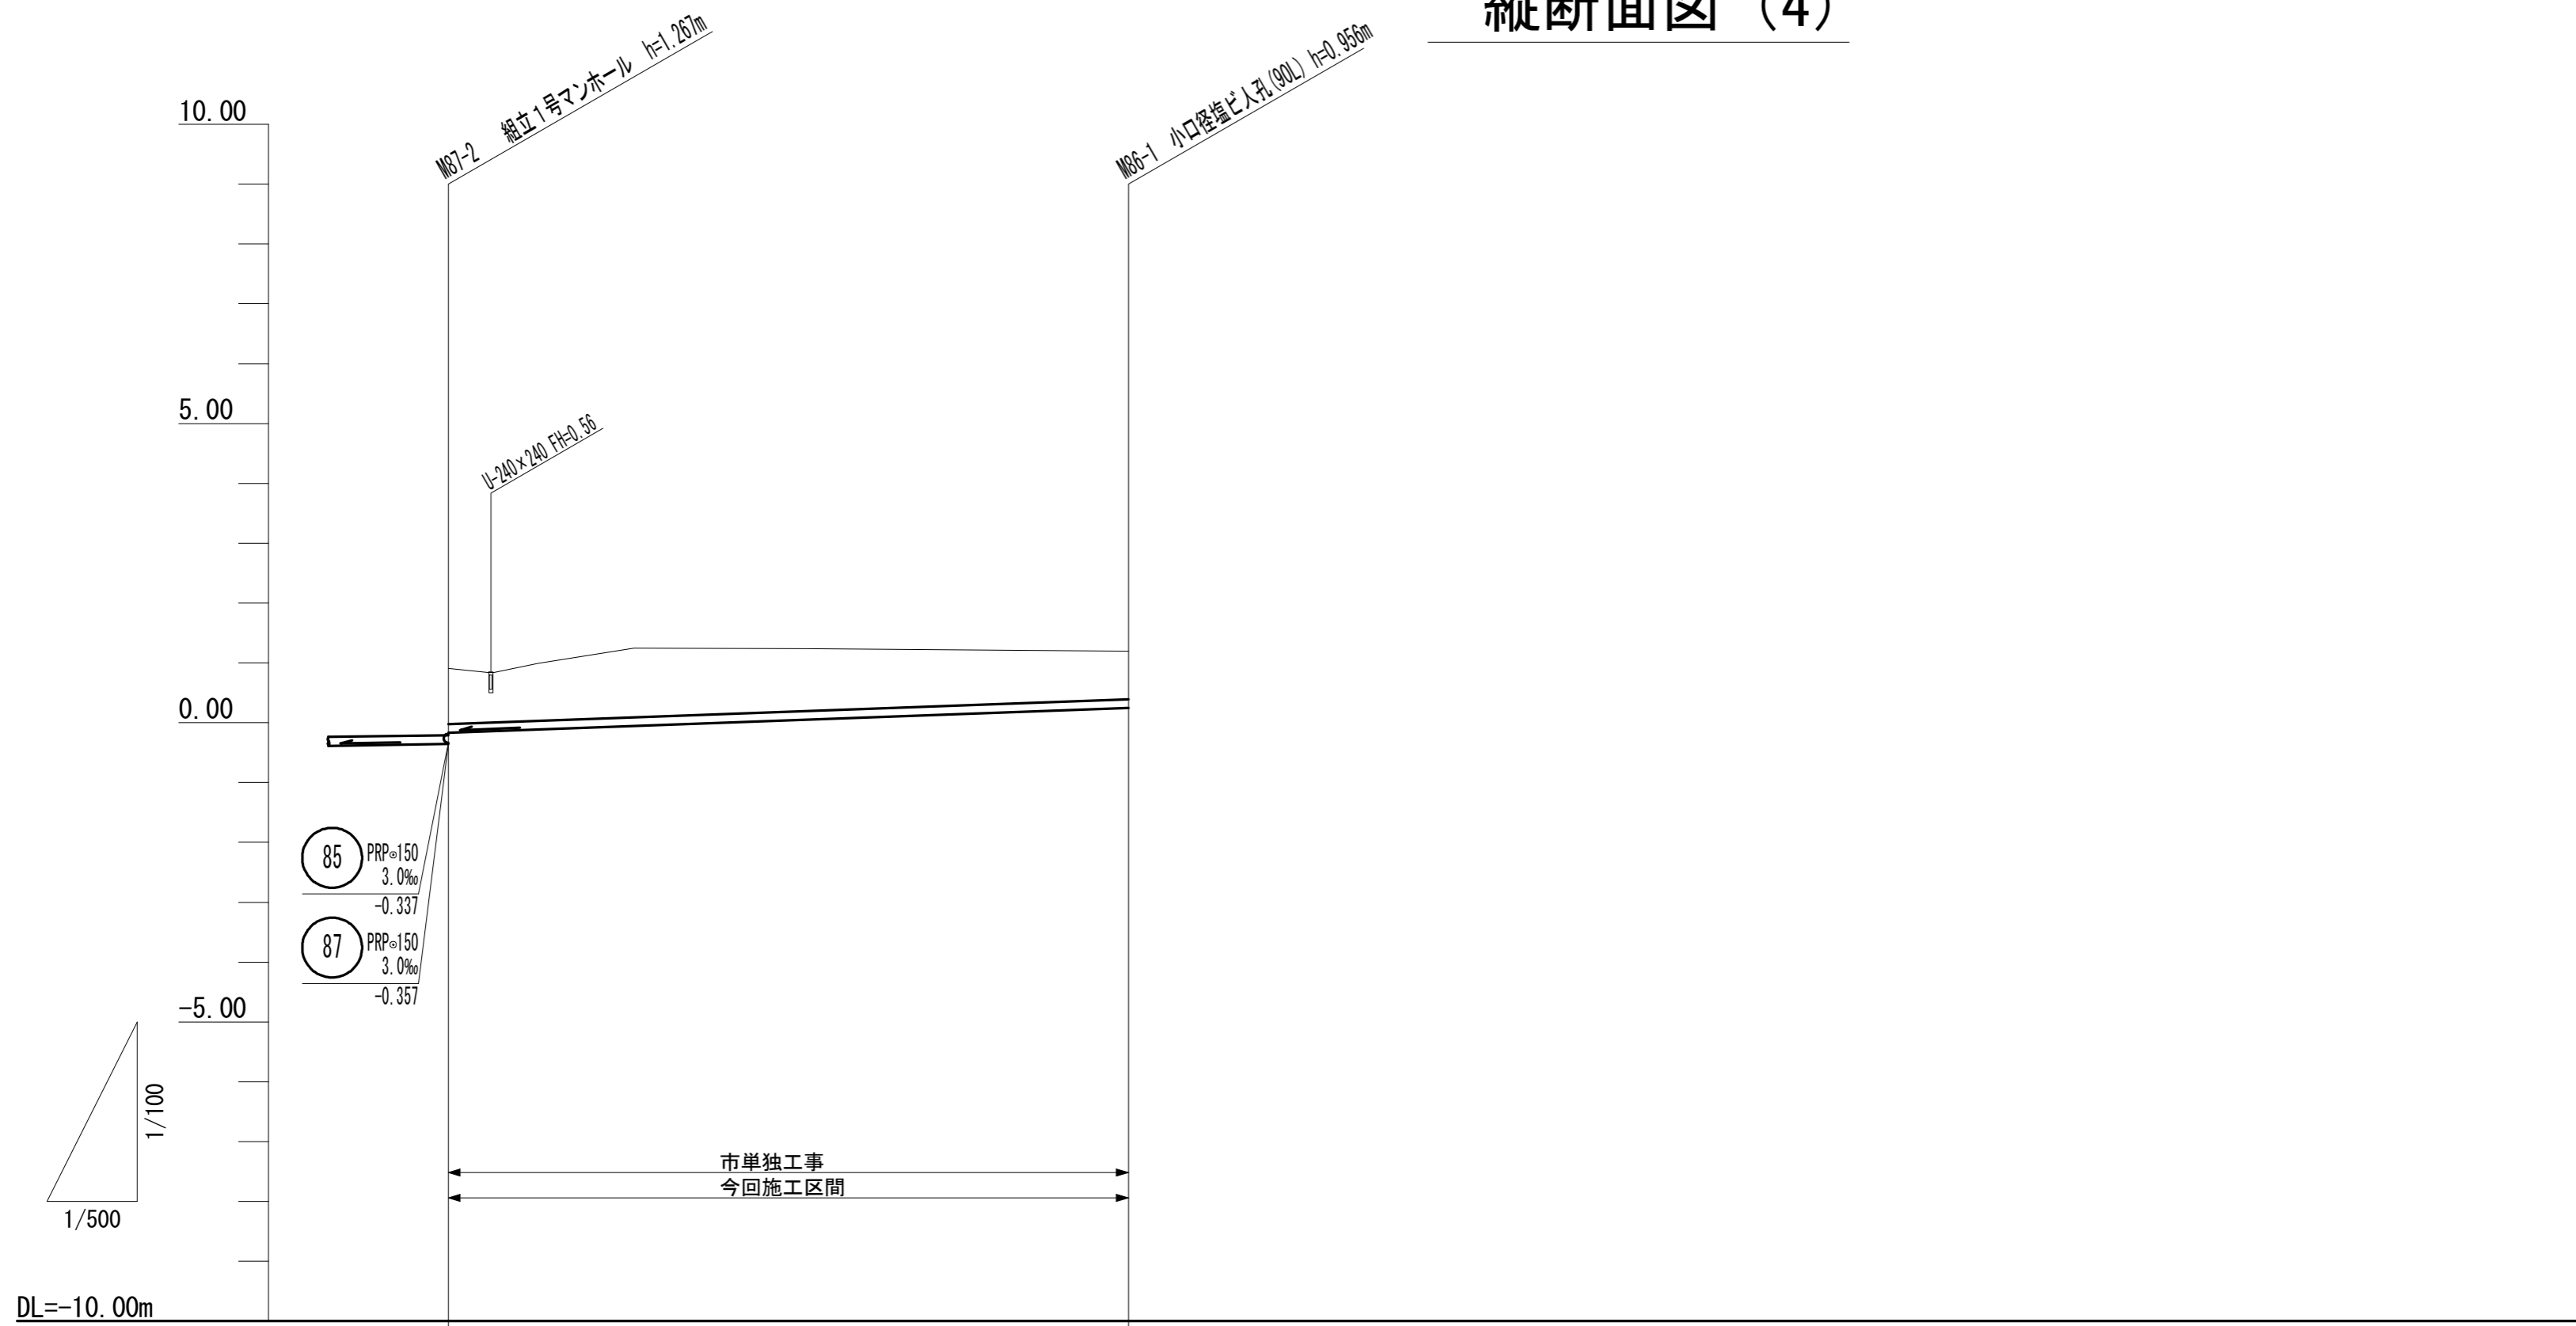 縦断面図 (4)
M87-2 組立1号マンホール h=1.267m
M86-1 小口径塩ビ人孔(90L) h=0.956m
10.00
5.00
U-240×240 FH=0.56
0.00
85 PRP⊙150
3.0‰
-0.337
87 PRP⊙150
3.0‰
-0.357
-5.00
1/100
1/500
市単独工事
今回施工区間
DL=-10.00m